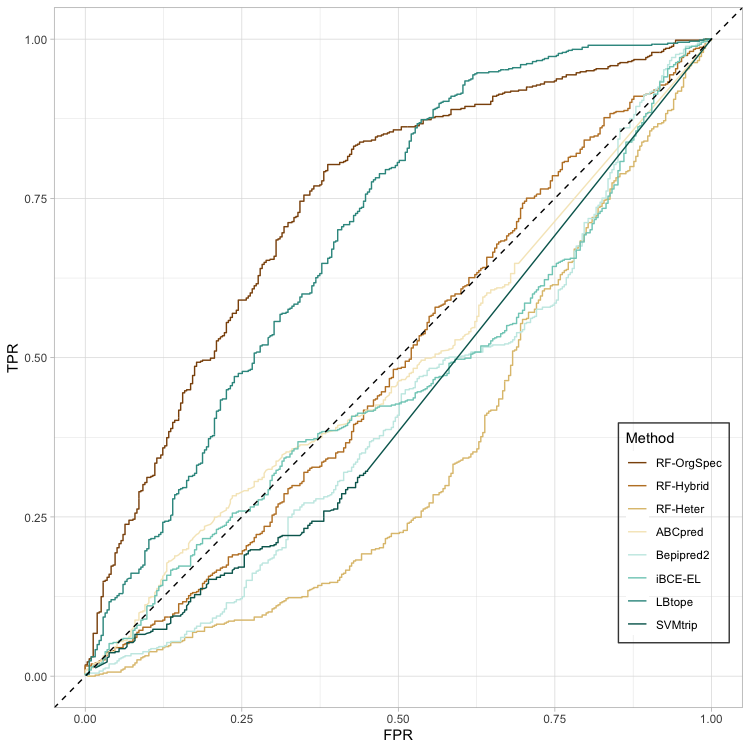 1.00
0.75
0.50
0.25
0.00
TPR
0.00 0.25 0.50 0.75 1.00
FPR
Method
RF-OrgSpec
RF-Hybrid
RF-Heter
ABCpred
Bepipred2
iBCE-EL
LBtope
SVMtrip